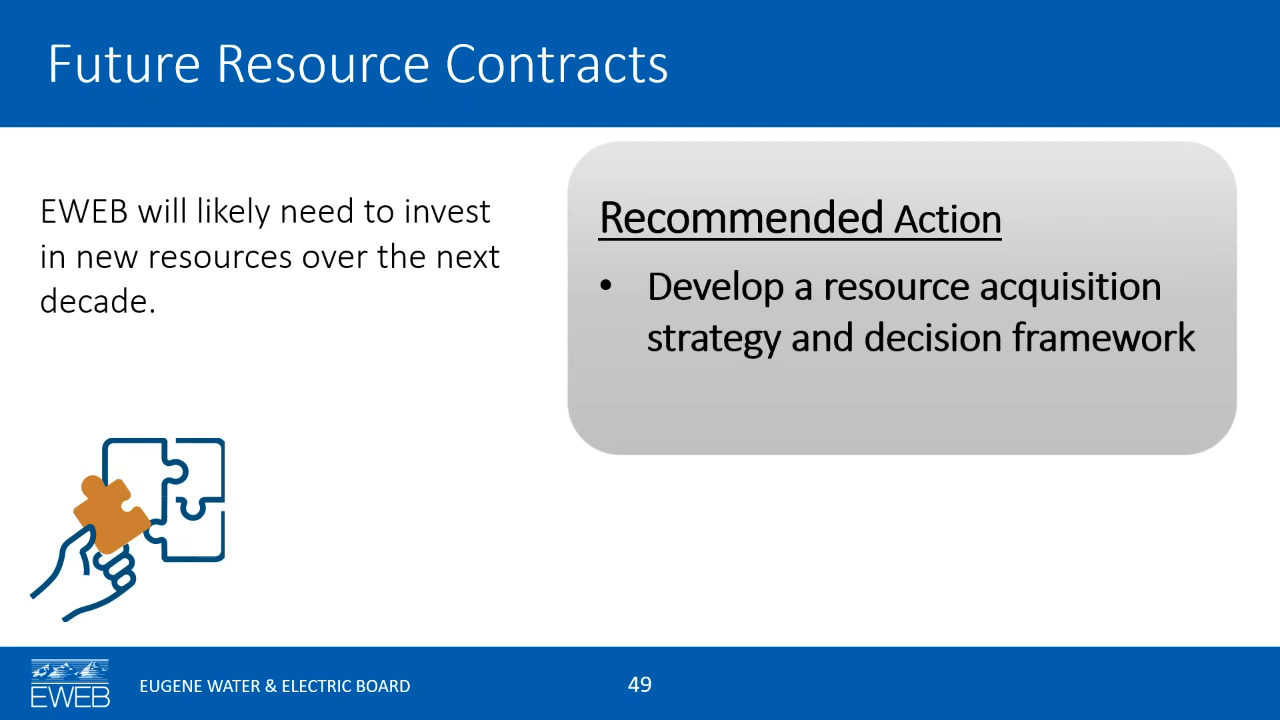 Future Resource Contracts
EWEB will likely need to invest
in new resources over the next
decade.
Recommended Action
• Develop a resource acquisition
strategy and decision framework
EWEB
EUGENE WATER & ELECTRIC BOARD
49